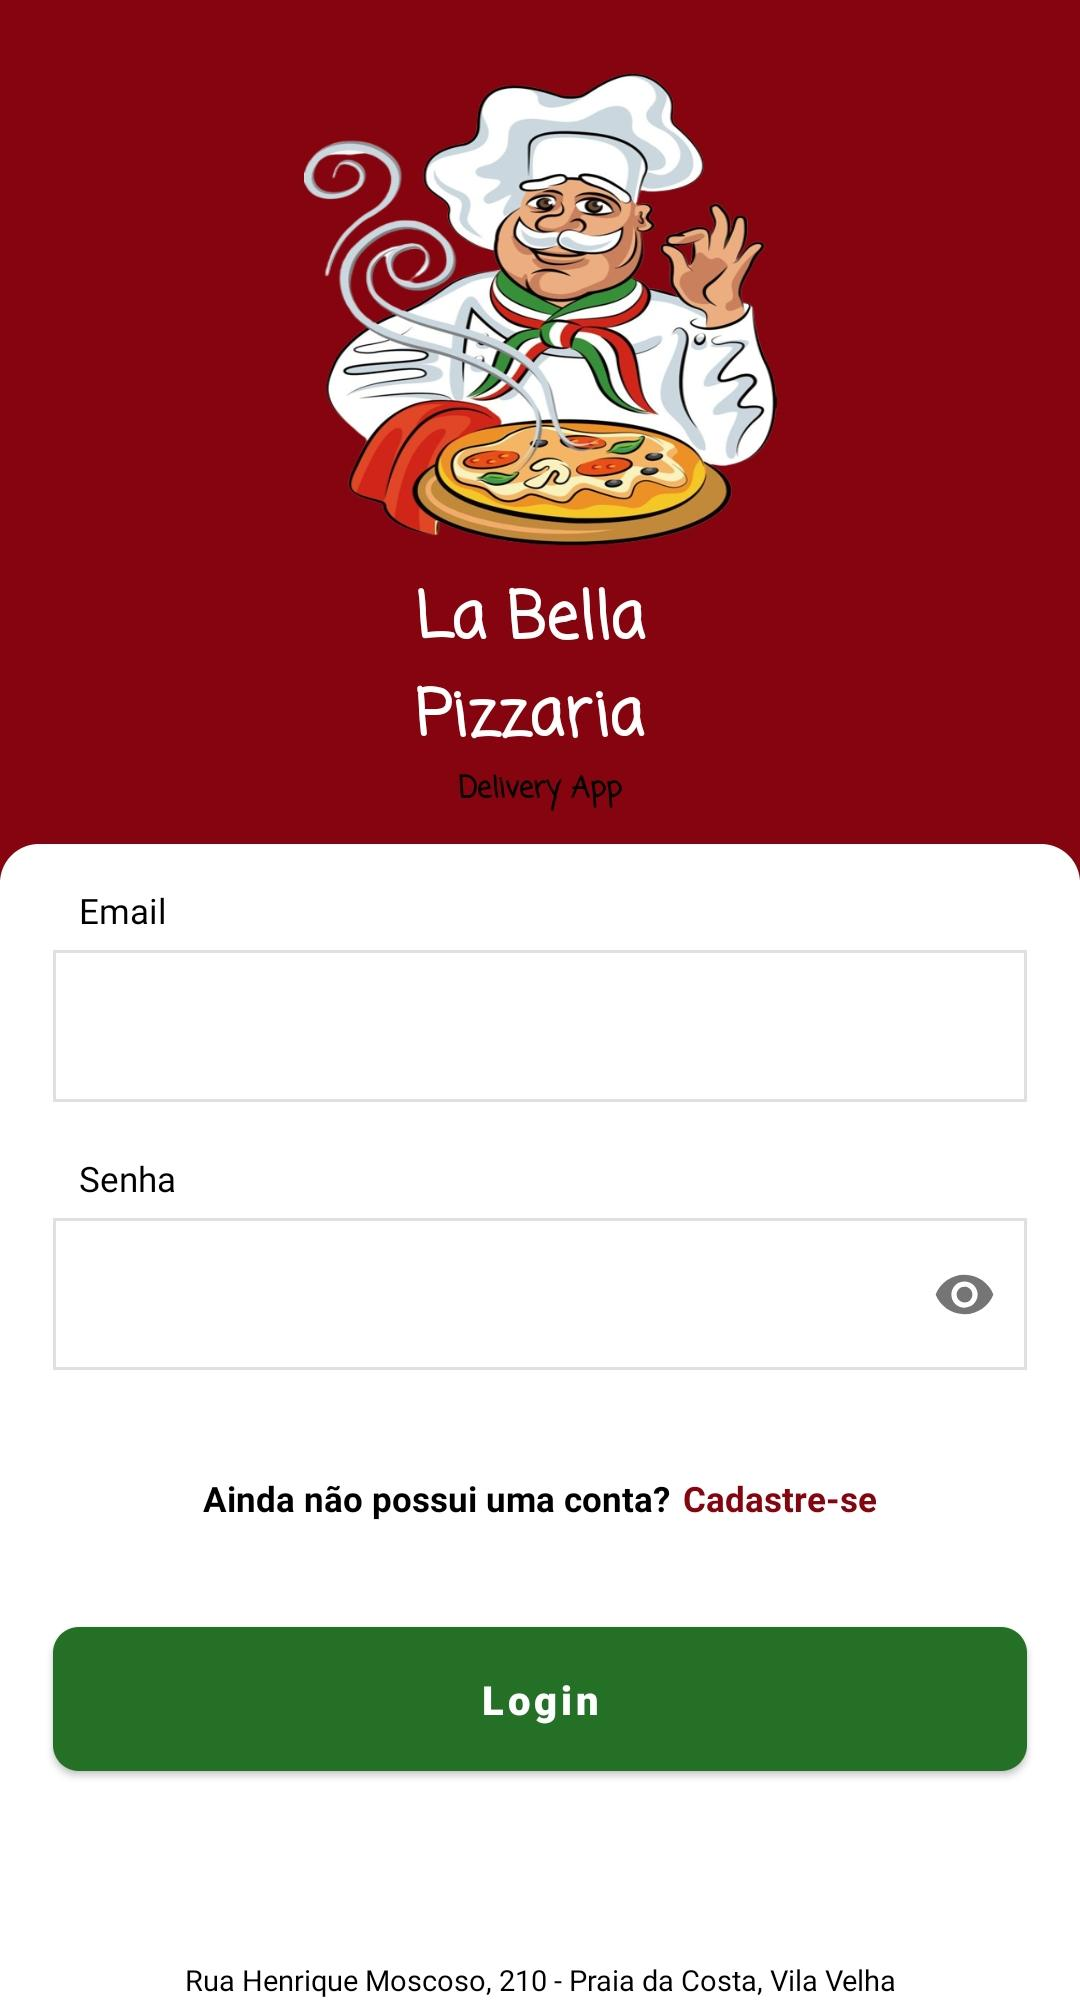 La Bella
Pizzaria
Delivery App
Email
Senha
Ainda não possui uma conta? Cadastre-se
Login
Rua Henrique Moscoso, 210 - Praia da Costa, Vila Velha